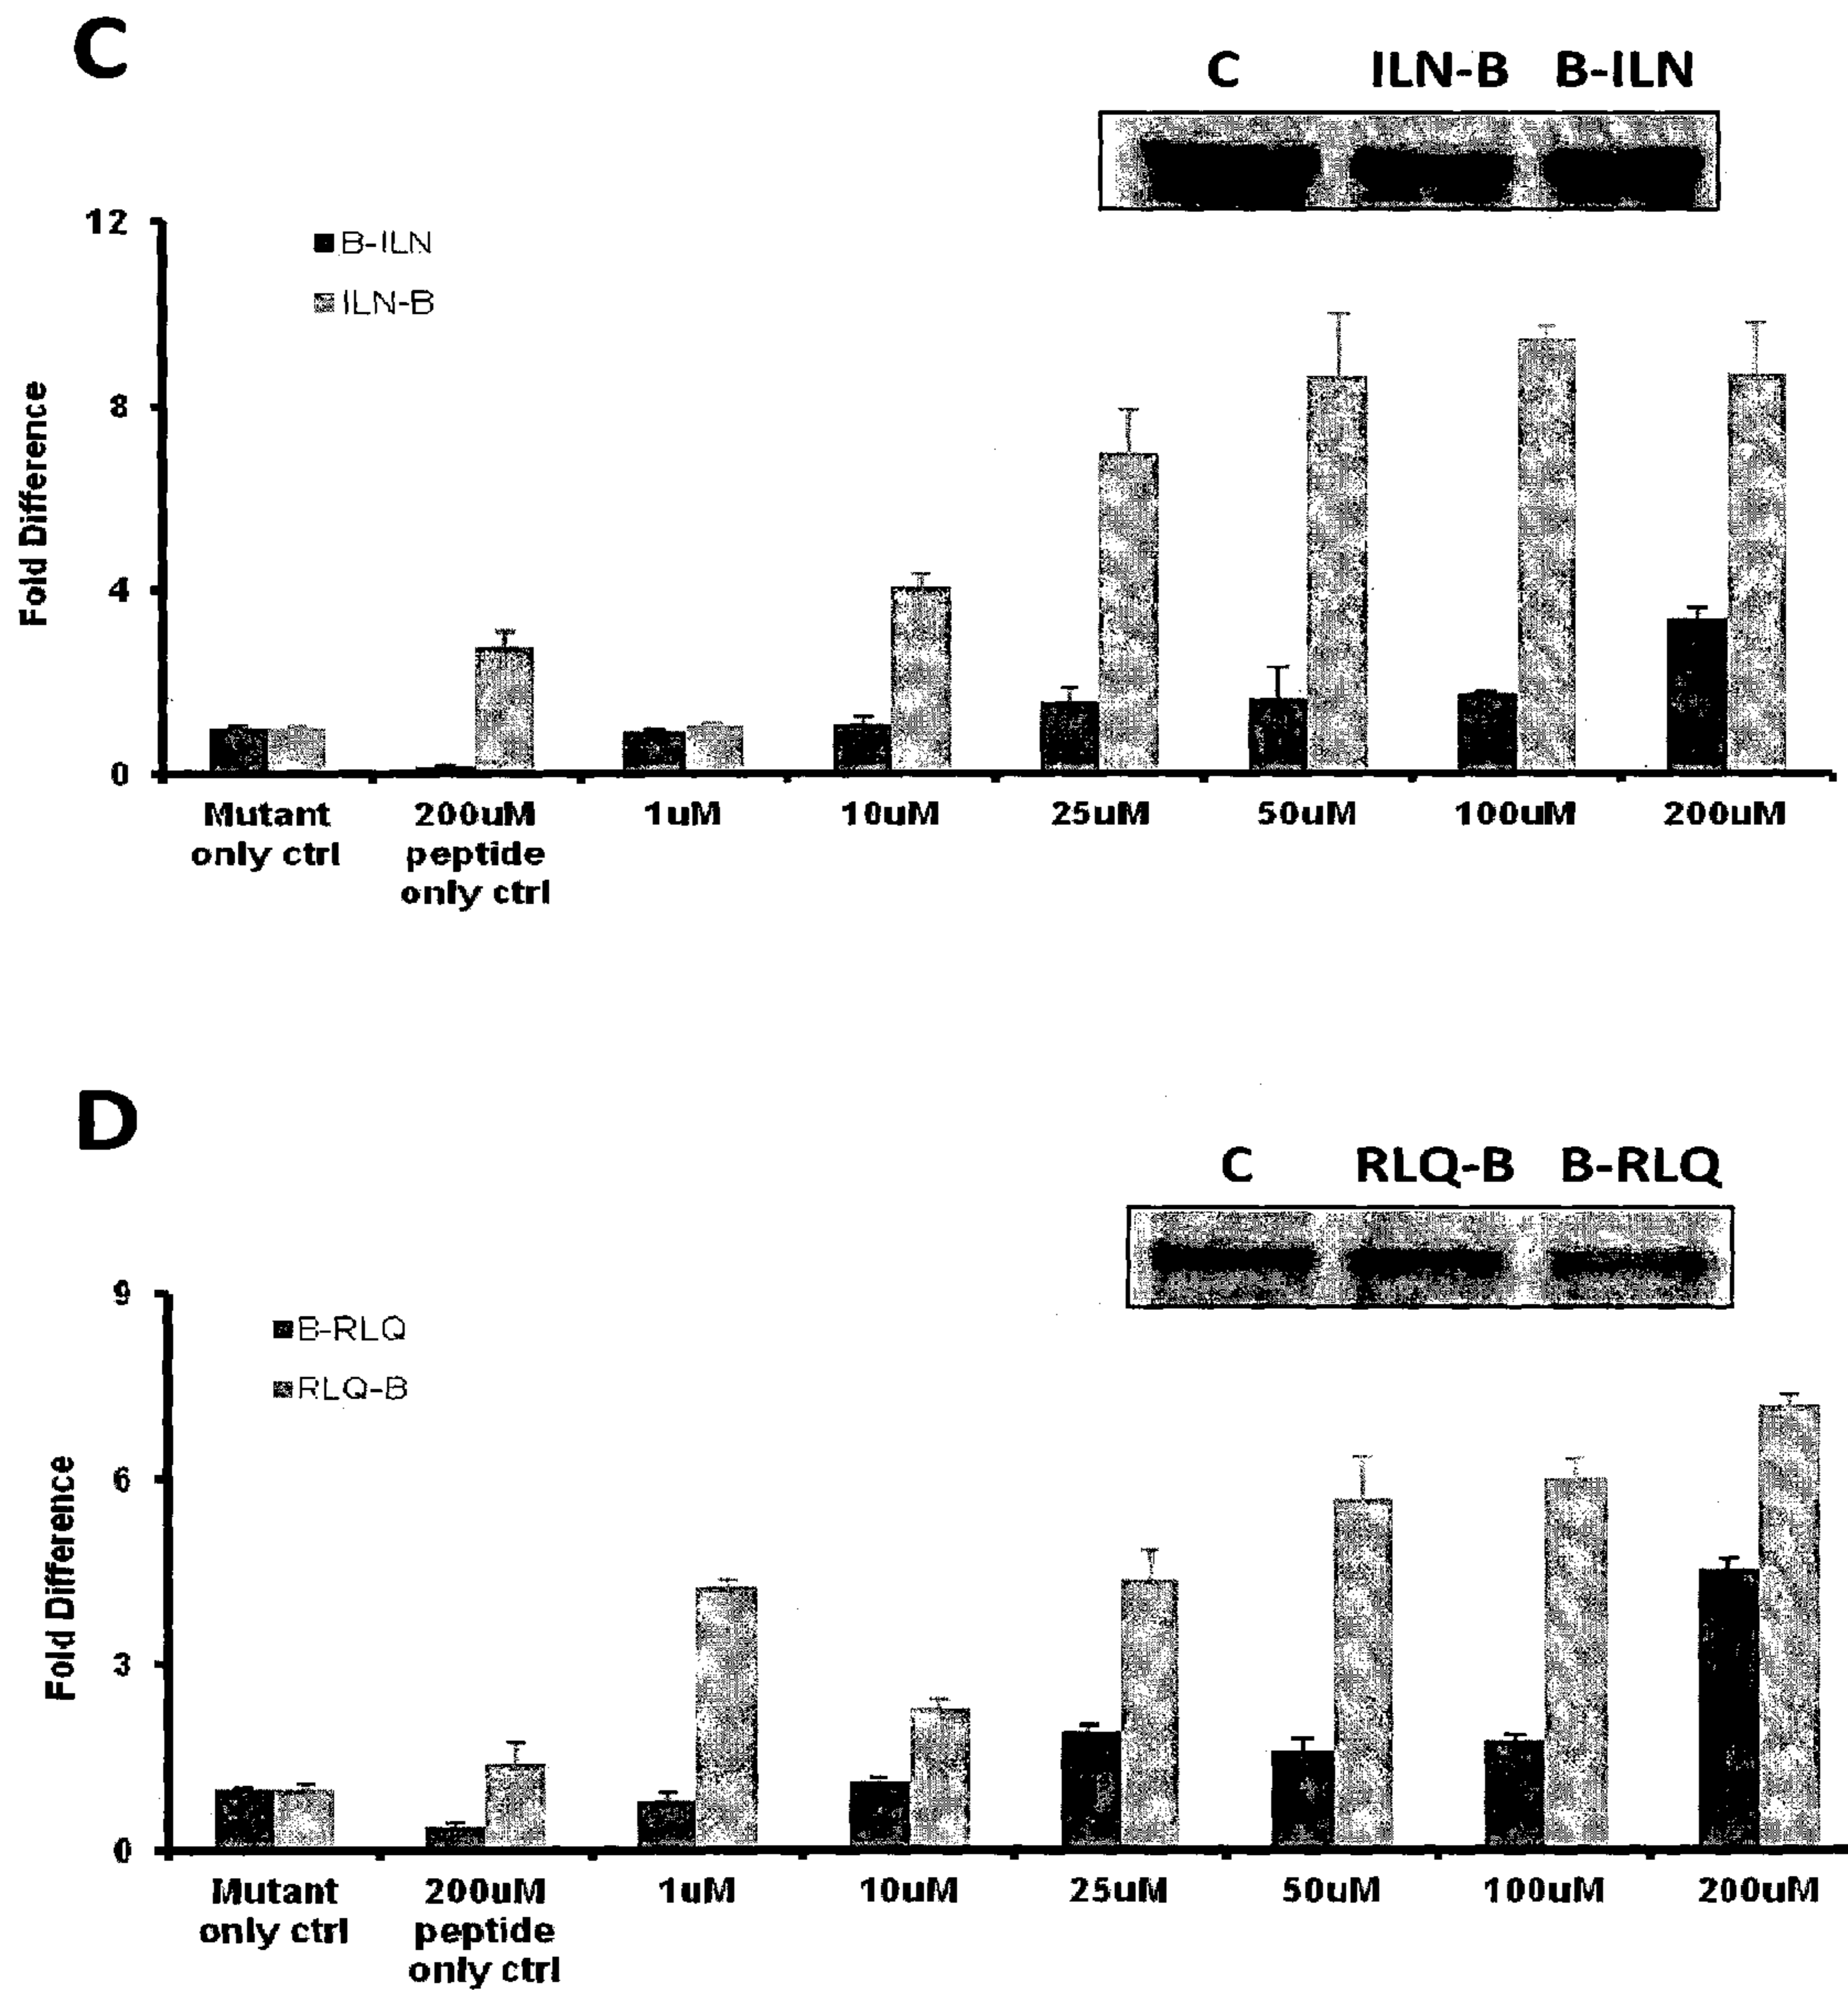 C
C ILN-B B-ILN
12
B-ILN
ILN-B
8
4
0
Fold Difference
Mutant only ctrl
200uM peptide only ctrl
1uM
10uM
25uM
50uM
100uM
200uM
D
C RLQ-B B-RLQ
9
B-RLQ
RLQ-B
6
3
0
Fold Difference
Mutant only ctrl
200uM peptide only ctrl
1uM
10uM
25uM
50uM
100uM
200uM